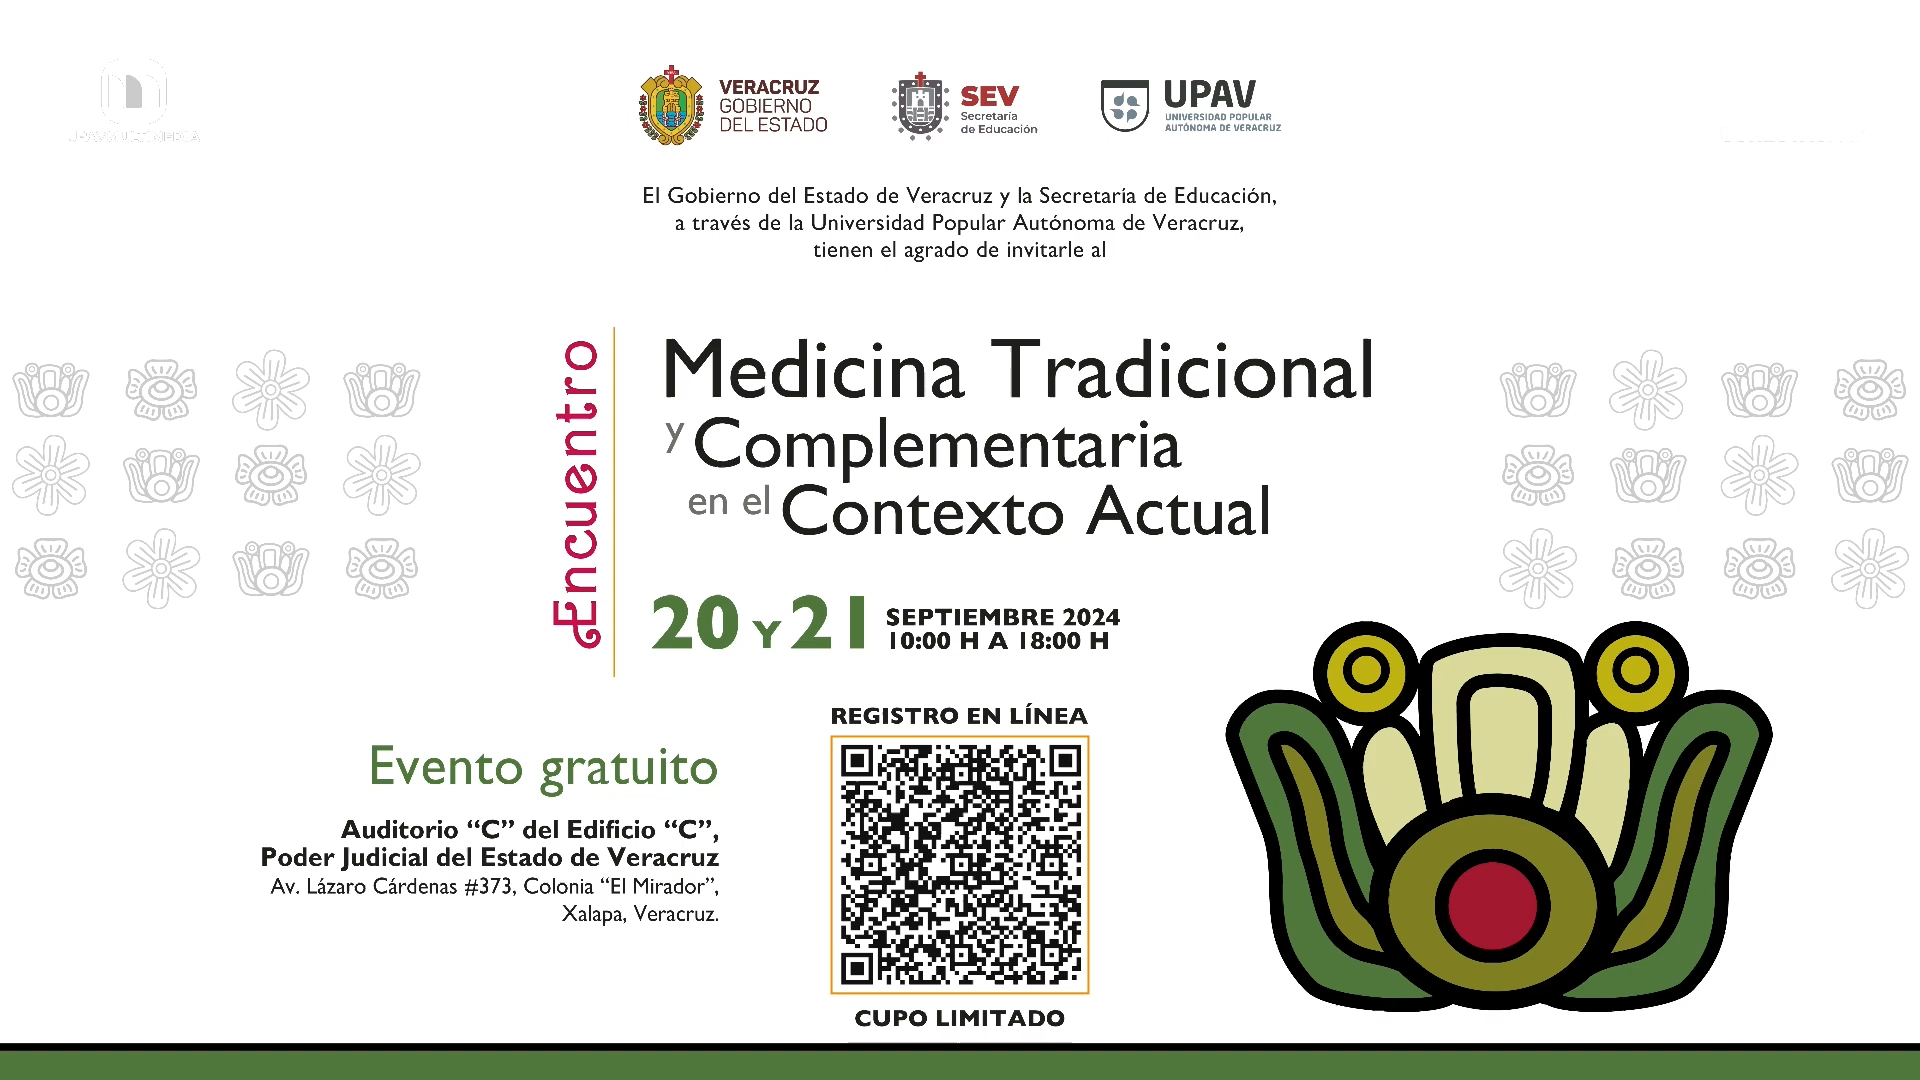 VERACRUZ
GOBIERNO
DEL ESTADO
SEV
Secretaría
de Educación
UPAV
UNIVERSIDAD POPULAR
AUTÓNOMA DE VERACRUZ
El Gobierno del Estado de Veracruz y la Secretaría de Educación,
a través de la Universidad Popular Autónoma de Veracruz,
tienen el agrado de invitarle al
Encuentro
Medicina Tradicional
y Complementaria
en el Contexto Actual
20 Y 21
SEPTIEMBRE 2024
10:00 H A 18:00 H
Evento gratuito
Auditorio “C” del Edificio “C”,
Poder Judicial del Estado de Veracruz
Av. Lázaro Cárdenas #373, Colonia “El Mirador”,
Xalapa, Veracruz.
REGISTRO EN LÍNEA
CUPO LIMITADO